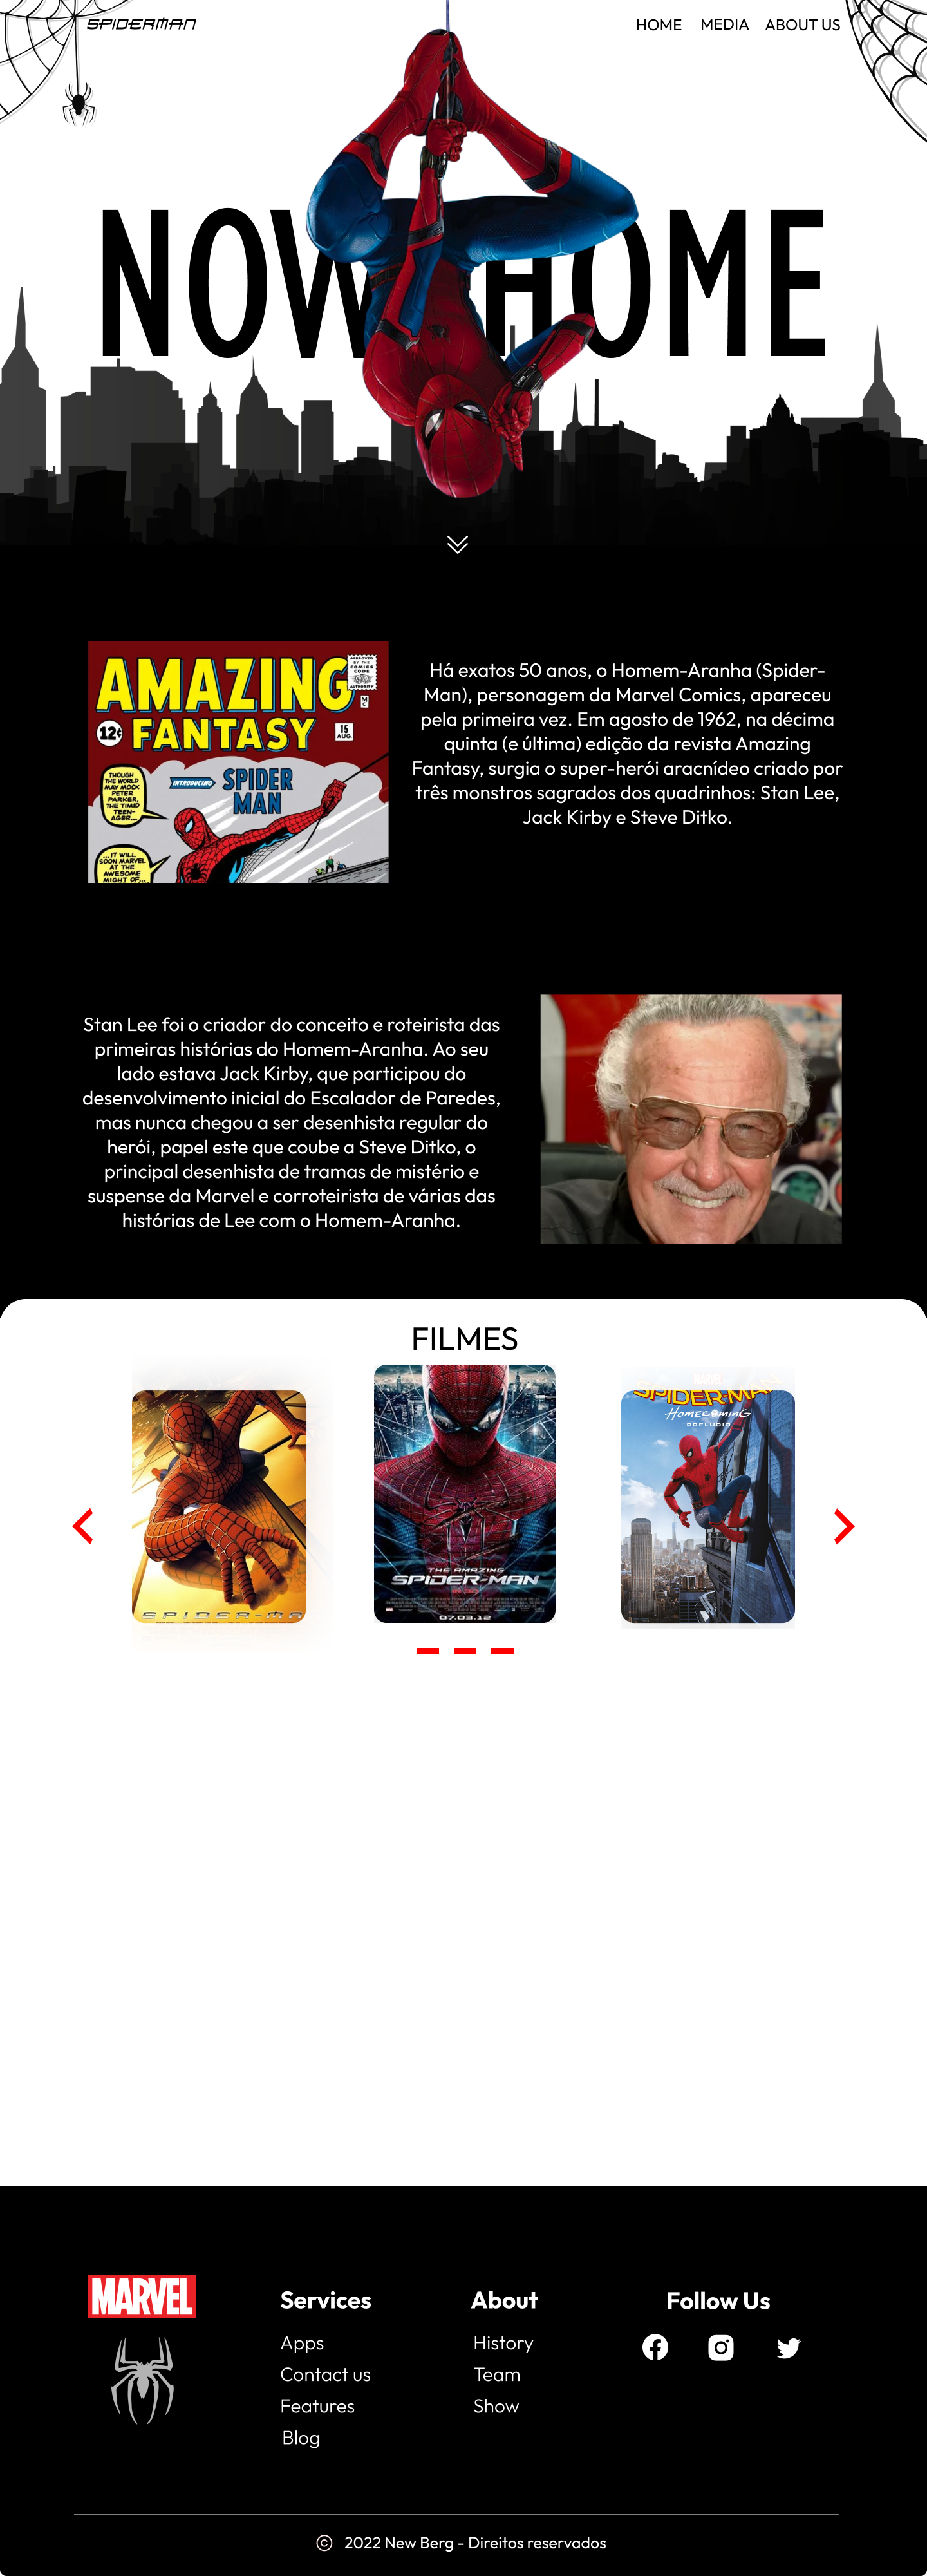 SPIDERMAN
HOME MEDIA ABOUT US
NOW HOME
AMAZING
FANTASY
APPROVED
BY THE
COMICS
CODE
AUTHORITY
12¢
15
AUG.
INTRODUCING
SPIDER
MAN
THOUGH
THE WORLD
MAY MOCK
PETER
PARKER,
THE TIMID
TEEN-
AGER...
...IT WILL
SOON MARVEL
AT THE
AWESOME
MIGHT OF...
Há exatos 50 anos, o Homem-Aranha (Spider-
Man), personagem da Marvel Comics, apareceu
pela primeira vez. Em agosto de 1962, na décima
quinta (e última) edição da revista Amazing
Fantasy, surgia o super-herói aracnídeo criado por
três monstros sagrados dos quadrinhos: Stan Lee,
Jack Kirby e Steve Ditko.
Stan Lee foi o criador do conceito e roteirista das
primeiras histórias do Homem-Aranha. Ao seu
lado estava Jack Kirby, que participou do
desenvolvimento inicial do Escalador de Paredes,
mas nunca chegou a ser desenhista regular do
herói, papel este que coube a Steve Ditko, o
principal desenhista de tramas de mistério e
suspense da Marvel e corroteirista de várias das
histórias de Lee com o Homem-Aranha.
FILMES
SPIDER-MA
THE AMAZING
SPIDER-MAN
07.03.12
SPIDER-MA
Homecoming
PRELUDIO
MARVEL
Services
Apps
Contact us
Features
Blog
About
History
Team
Show
Follow Us
© 2022 New Berg - Direitos reservados